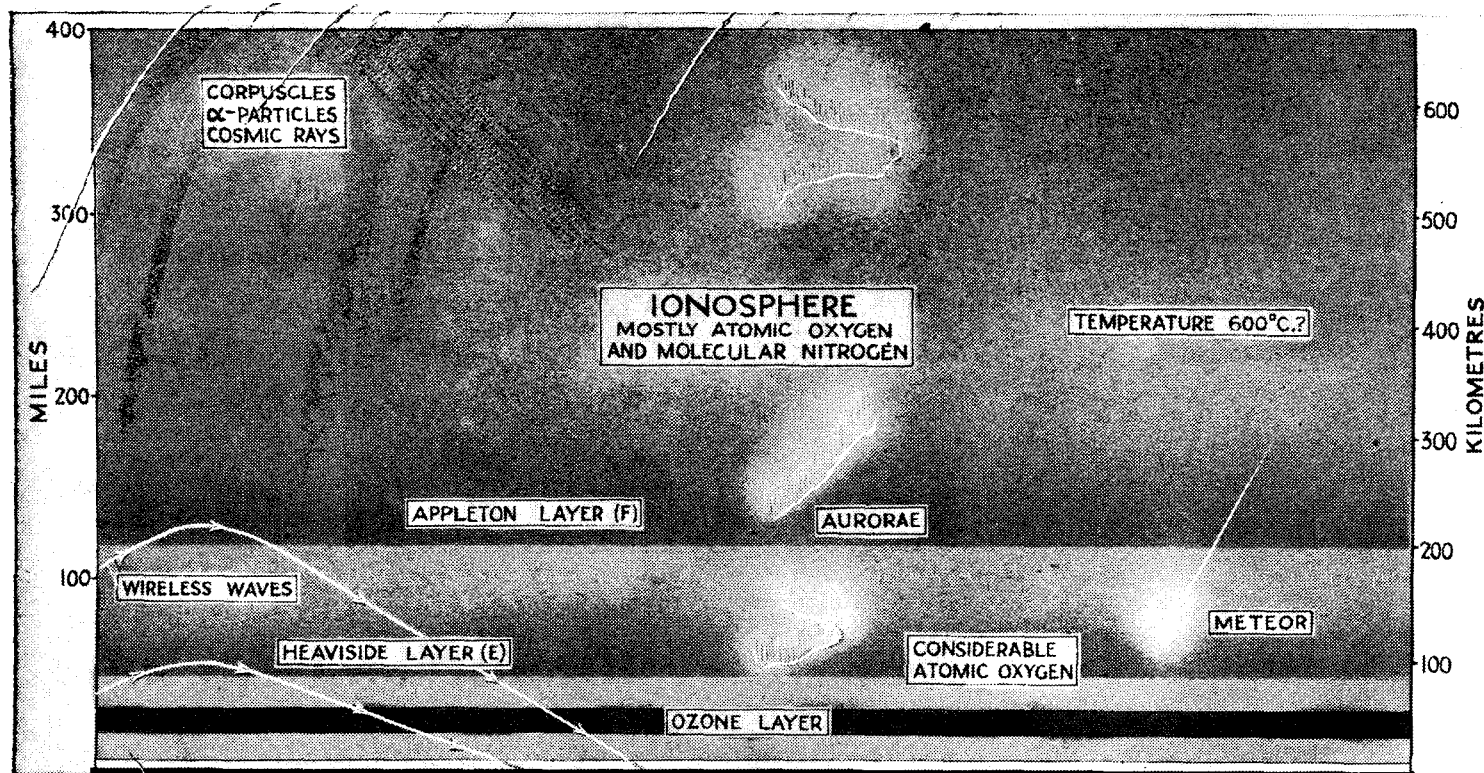 400
300
200
100
MILES
CORPUSCLES
α-PARTICLES
COSMIC RAYS
IONOSPHERE
MOSTLY ATOMIC OXYGEN
AND MOLECULAR NITROGEN
TEMPERATURE 600°C.?
APPLETON LAYER (F)
AURORAE
WIRELESS WAVES
HEAVISIDE LAYER (E)
CONSIDERABLE
ATOMIC OXYGEN
METEOR
OZONE LAYER
600
500
400
300
200
100
KILOMETRES